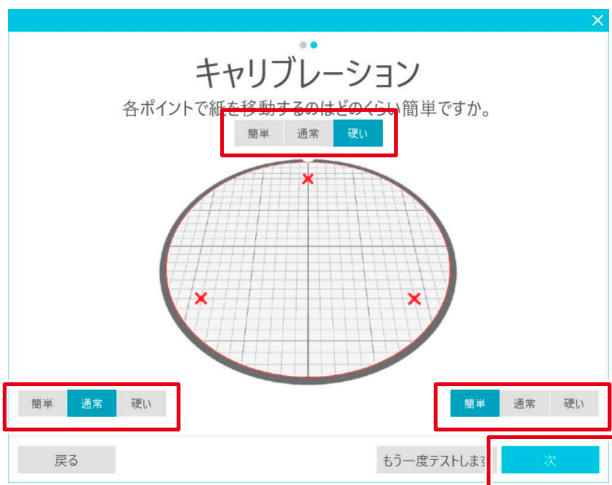 キャリブレーション
各ポイントで紙を移動するのはどのくらい簡単ですか。
簡単 通常 硬い
簡単 通常 硬い
簡単 通常 硬い
戻る
もう一度テストします
次